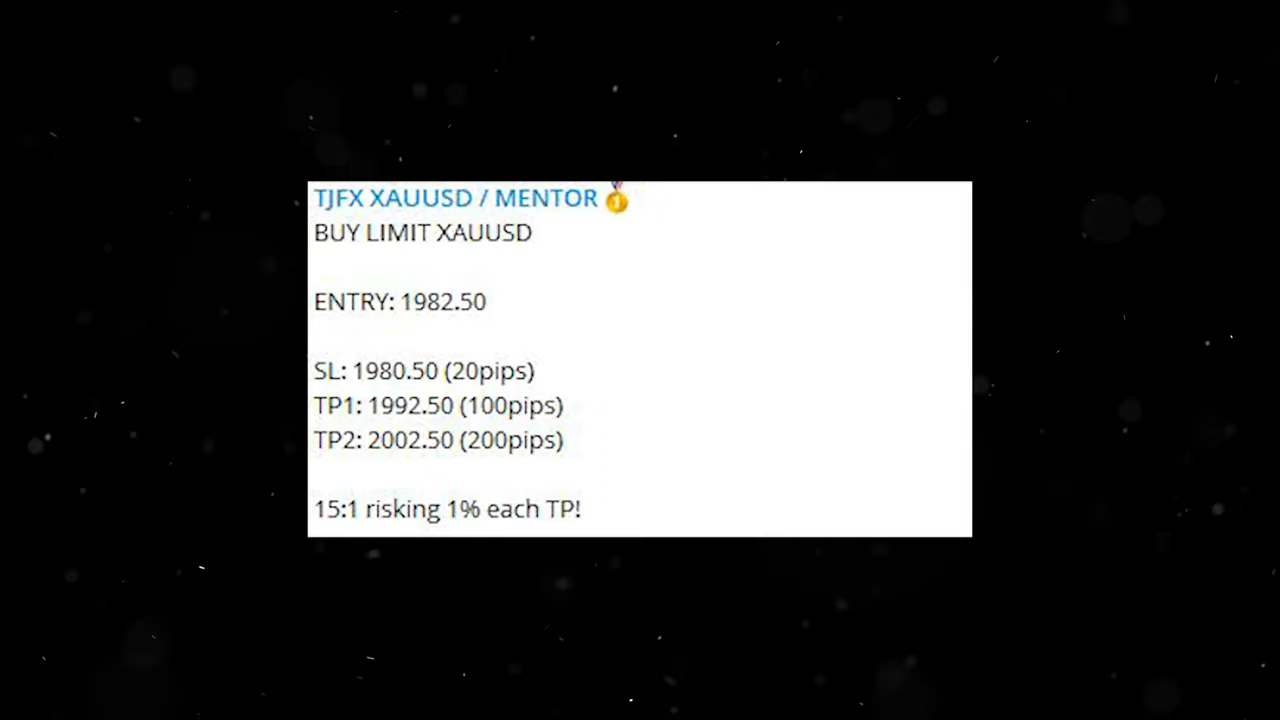 TJFX XAUUSD / MENTOR🏅
BUY LIMIT XAUUSD
ENTRY: 1982.50
SL: 1980.50 (20pips)
TP1: 1992.50 (100pips)
TP2: 2002.50 (200pips)
15:1 risking 1% each TP!